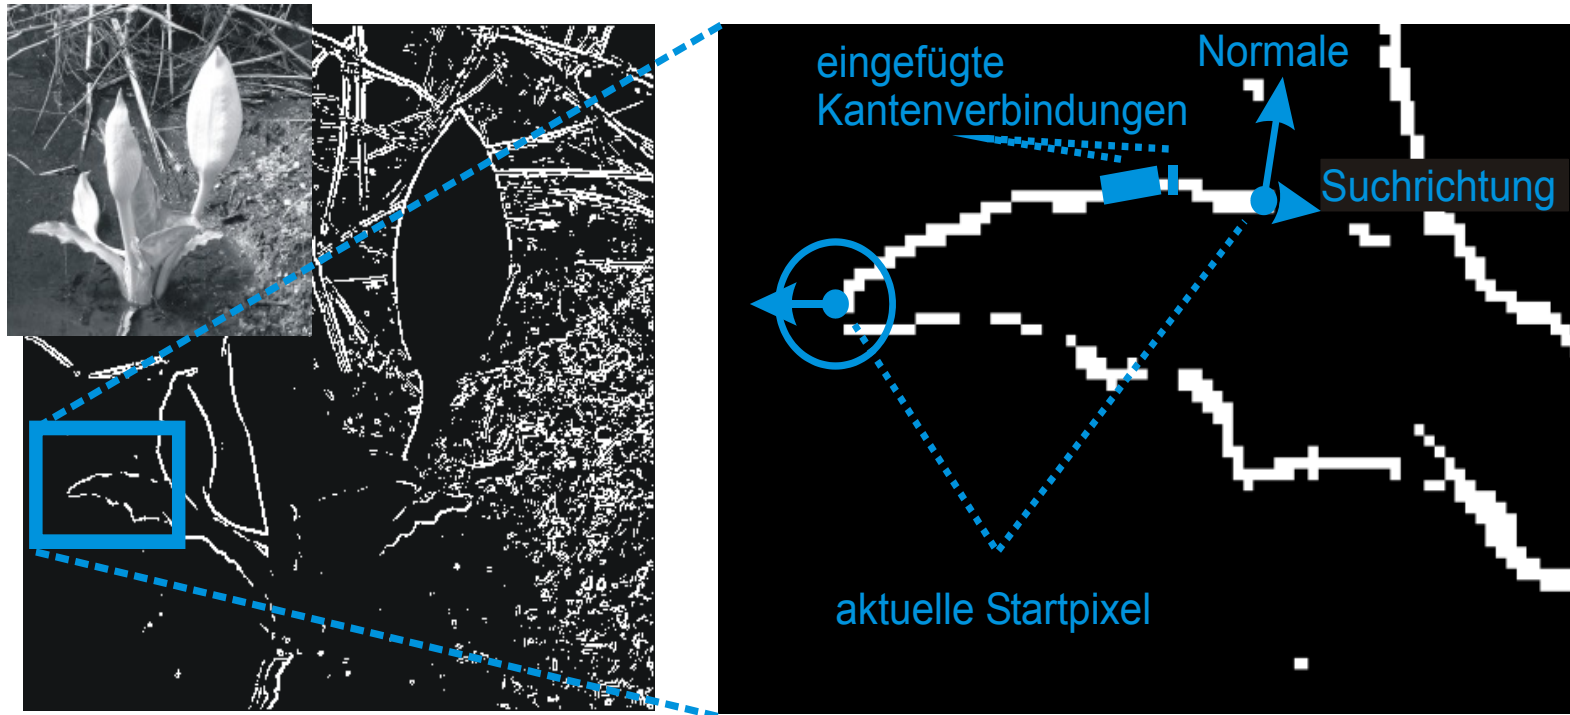 eingefügte
Kantenverbindungen
Normale
Suchrichtung
aktuelle Startpixel